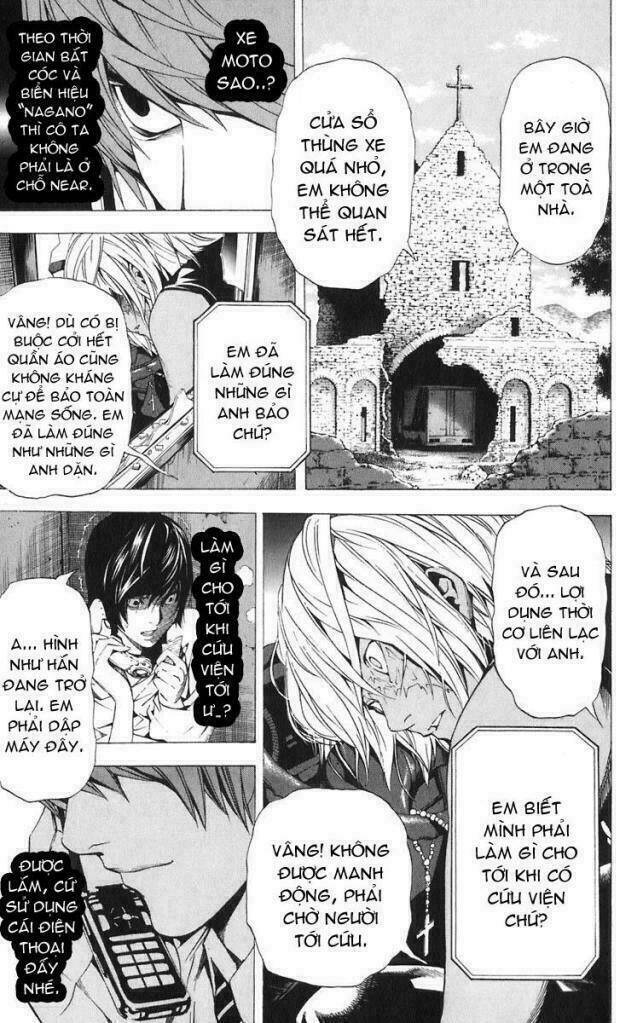 BÂY GIỜ
EM ĐANG
Ở TRONG
MỘT TOÀ
NHÀ.
CỬA SỔ
THÙNG XE
QUÁ NHỎ,
EM KHÔNG
THỂ QUAN
SÁT HẾT.
XE
MOTO
SAO..?
THEO THỜI
GIAN BẤT
CÓC VÀ
BIỂN HIỆU
"NAGANO"
THÌ CÔ TA
KHÔNG
PHẢI LÀ Ở
CHỖ NEAR.
EM ĐÃ
LÀM ĐÚNG
NHỮNG GÌ
ANH BẢO
CHỨ?
VÂNG! DÙ CÓ BỊ
BUỘC CỞI HẾT
QUẦN ÁO CŨNG
KHÔNG KHÁNG
CỰ ĐỂ BẢO TOÀN
MẠNG SỐNG. EM
ĐÃ LÀM ĐÚNG
NHƯ NHỮNG GÌ
ANH DẶN.
VÀ SAU
ĐÓ... LỢI
DỤNG THỜI
CƠ LIÊN LẠC
VỚI ANH.
EM BIẾT
MÌNH PHẢI
LÀM GÌ CHO
TỚI KHI CÓ
CỨU VIỆN
CHỨ?
VÂNG! KHÔNG
ĐƯỢC MANH
ĐỘNG, PHẢI
CHỜ NGƯỜI
TỚI CỨU.
LÀM
GÌ CHO
TỚI KHI
CỨU
VIỆN
TỚI
Ư..?
A... HÌNH
NHƯ HẮN
ĐANG TRỞ
LẠI. EM
PHẢI DẬP
MÁY ĐÂY.
ĐƯỢC
LẮM, CỨ
SỬ DỤNG
CÁI ĐIỆN
THOẠI
ĐẤY
NHÉ.